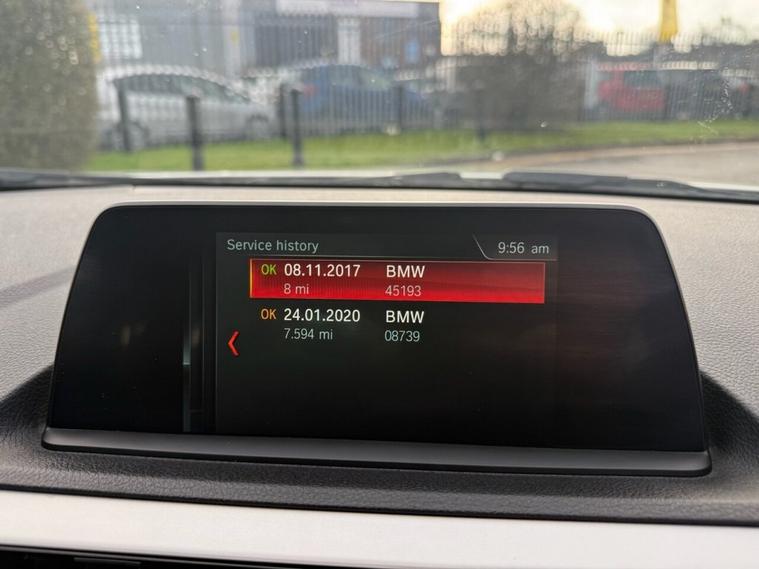 Service history
9:56 am
OK 08.11.2017 BMW
8 mi 45193
OK 24.01.2020 BMW
7.594 mi 08739